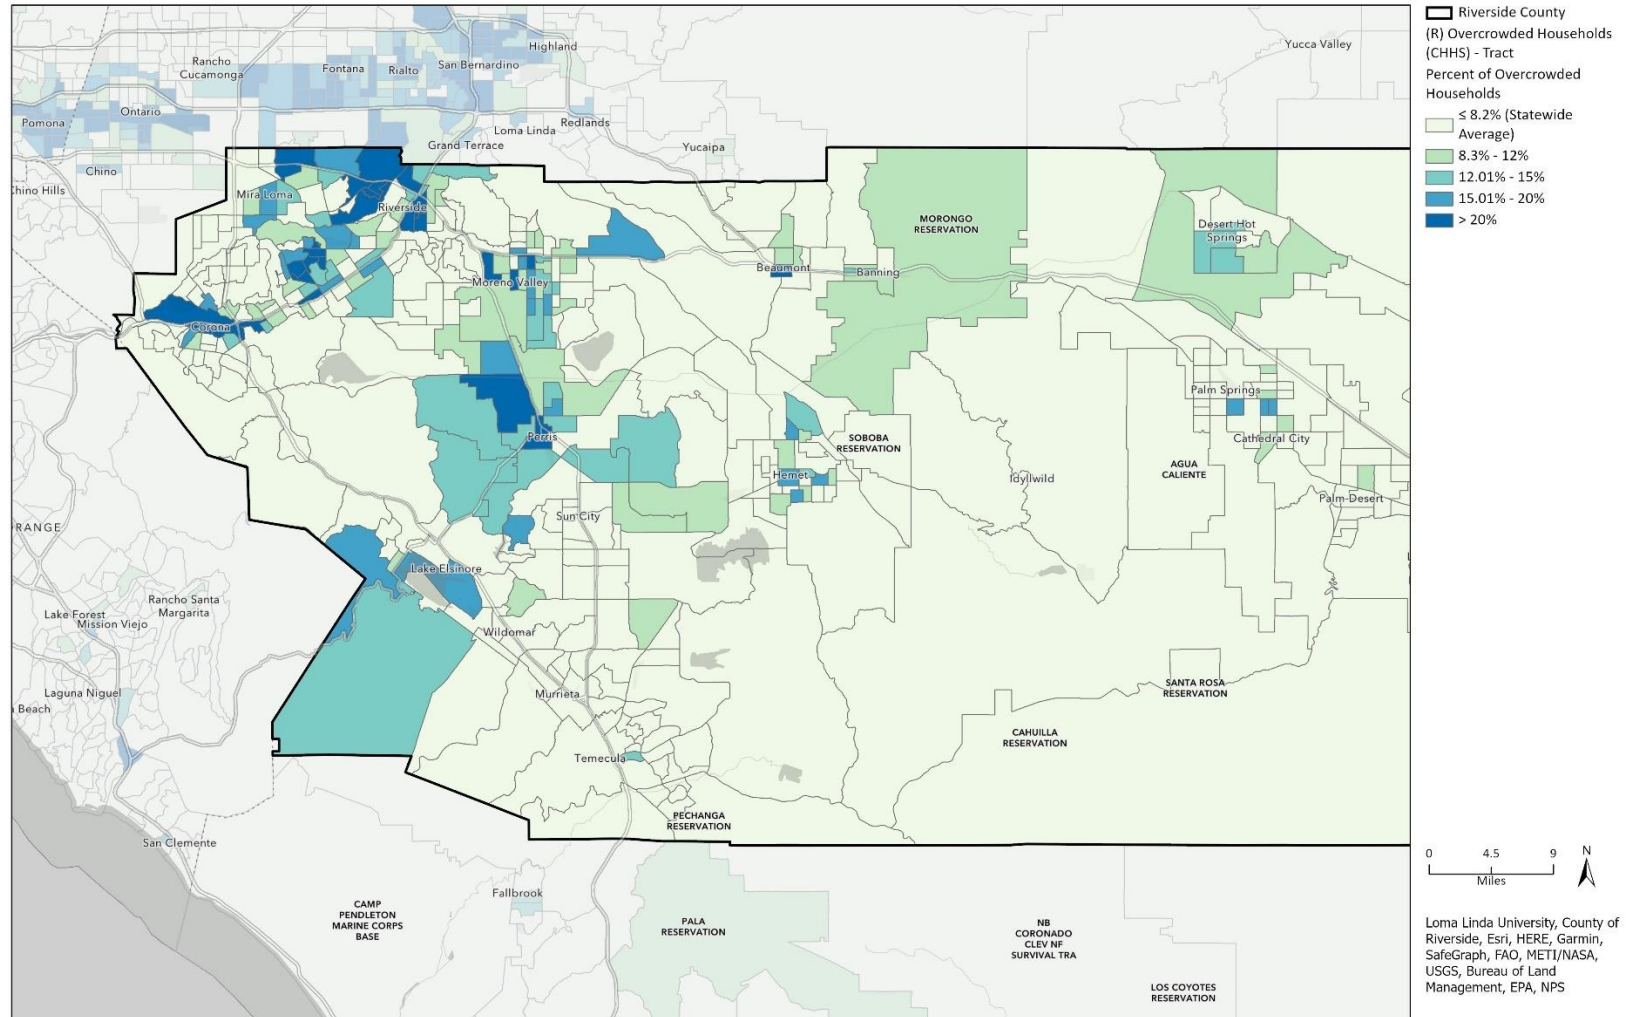 Highland
Yucca Valley
Rancho
Cucamonga
Fontana
Rialto
San Bernardino
Ontario
Pomona
Loma Linda
Redlands
Grand Terrace
Yucaipa
Chino
Chino Hills
Mira Loma
Riverside
MORONGO
RESERVATION
Desert Hot
Springs
Beaumont
Banning
Moreno Valley
Corona
Palm Springs
Perris
SOBOBA
RESERVATION
Cathedral City
Hemet
Idyllwild
AGUA
CALIENTE
Palm Desert
RANGE
Sun City
Lake Elsinore
Rancho Santa
Margarita
Lake Forest
Mission Viejo
Wildomar
Laguna Niguel
Beach
Murrieta
SANTA ROSA
RESERVATION
CAHUILLA
RESERVATION
Temecula
PECHANGA
RESERVATION
San Clemente
Fallbrook
CAMP
PENDLETON
MARINE CORPS
BASE
PALA
RESERVATION
NB
CORONADO
CLEV NF
SURVIVAL TRA
LOS COYOTES
RESERVATION
Riverside County
(R) Overcrowded Households
(CHHS) - Tract
Percent of Overcrowded
Households
≤ 8.2% (Statewide
Average)
8.3% - 12%
12.01% - 15%
15.01% - 20%
> 20%
0 4.5 9
Miles
N
Loma Linda University, County of
Riverside, Esri, HERE, Garmin,
SafeGraph, FAO, METI/NASA,
USGS, Bureau of Land
Management, EPA, NPS